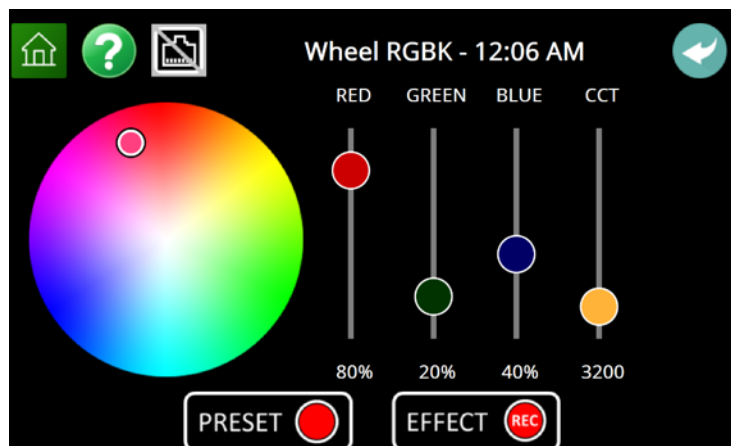 ?
Wheel RGBK - 12:06 AM
RED GREEN BLUE CCT
80% 20% 40% 3200
PRESET EFFECT REC